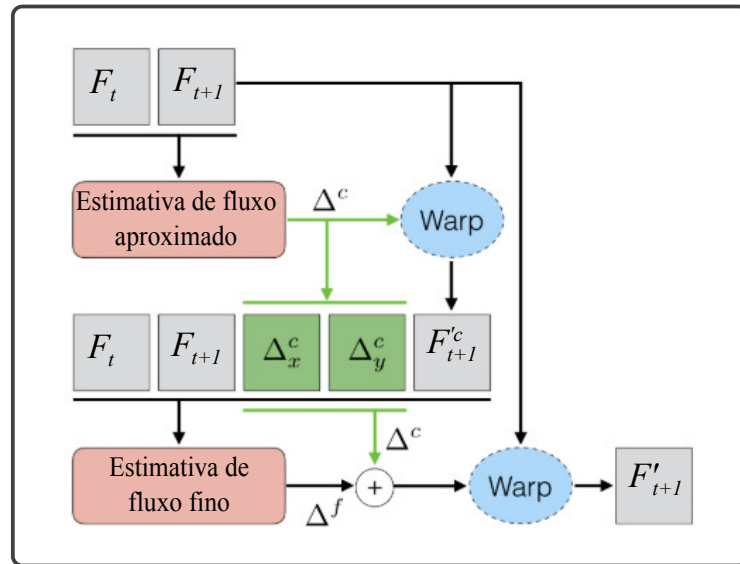 F_t F_{t+1}
Estimativa de fluxo
aproximado
Δ^c
Warp
F_t F_{t+1} Δ^c_x Δ^c_y F'^c_{t+1}
Δ^c
Estimativa de
fluxo fino
Δ^f
+
Warp
F'_{t+1}